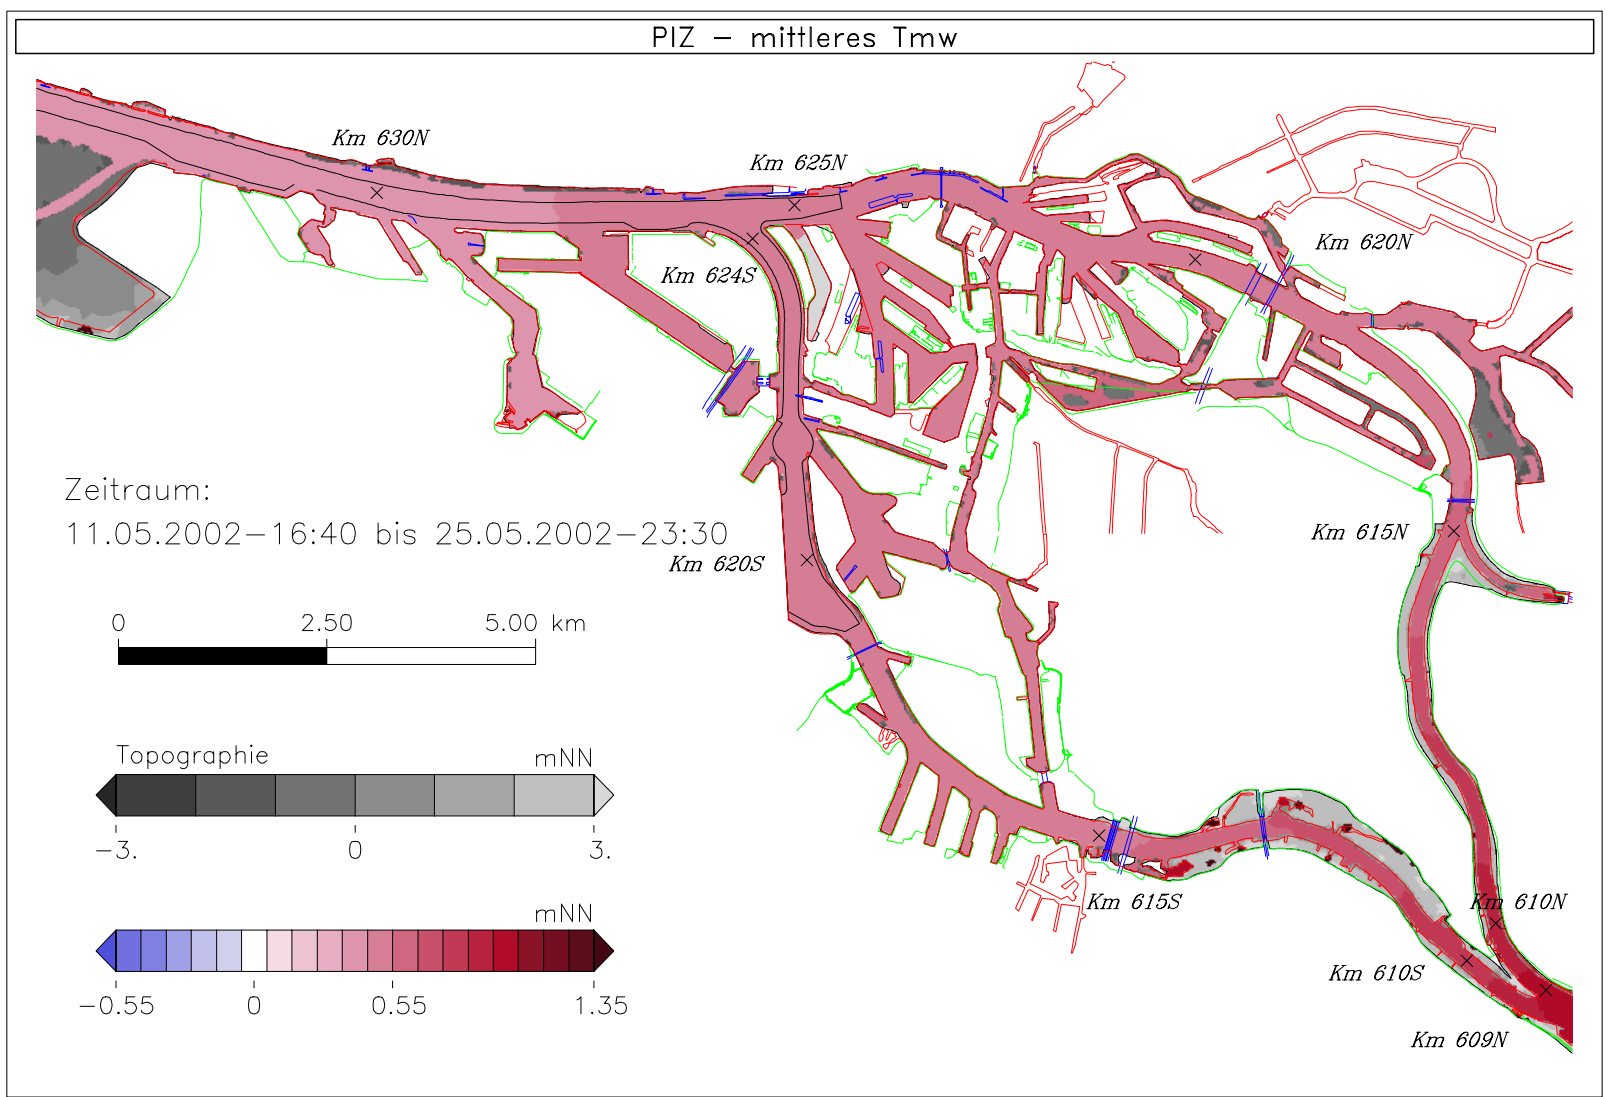 PIZ – mittleres Tmw
Km 630N
Km 625N
Km 620N
Km 624S
Zeitraum:
11.05.2002–16:40 bis 25.05.2002–23:30
Km 615N
Km 620S
0 2.50 5.00 km
Topographie mNN
–3. 0 3.
Km 615S
Km 610N
mNN
Km 610S
–0.55 0 0.55 1.35
Km 609N